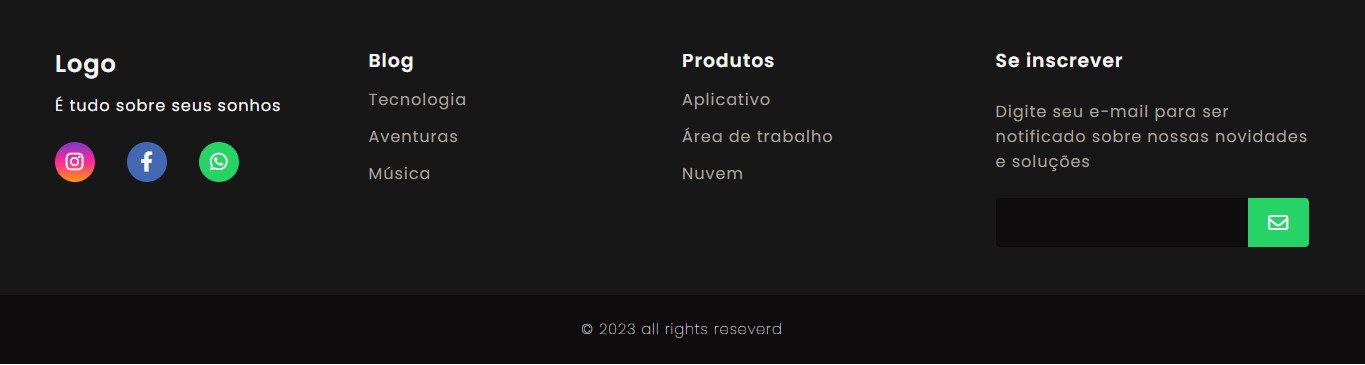 Logo
É tudo sobre seus sonhos
Blog
Tecnologia
Aventuras
Música
Produtos
Aplicativo
Área de trabalho
Nuvem
Se inscrever
Digite seu e-mail para ser
notificado sobre nossas novidades
e soluções
© 2023 all rights reseverd